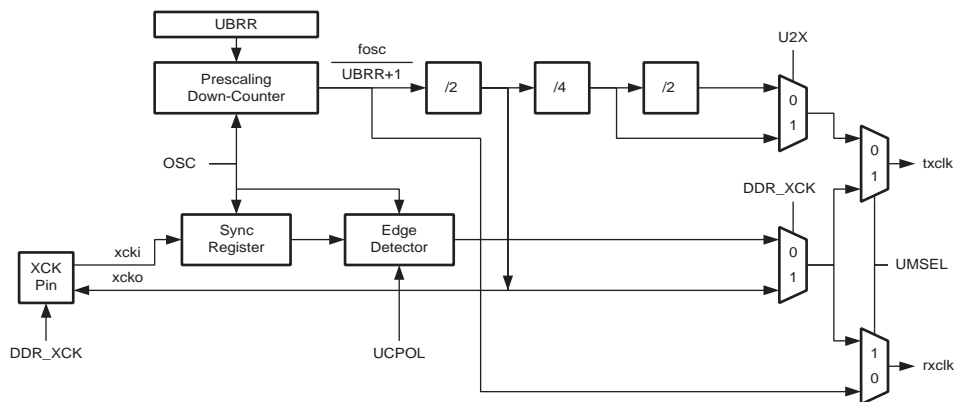 UBRR
fosc
UBRR+1
U2X
Prescaling
Down-Counter
/2
/4
/2
0
1
OSC
0
1
txclk
DDR_XCK
Sync
Register
Edge
Detector
0
1
UMSEL
xcki
xcko
XCK
Pin
DDR_XCK
UCPOL
1
0
rxclk